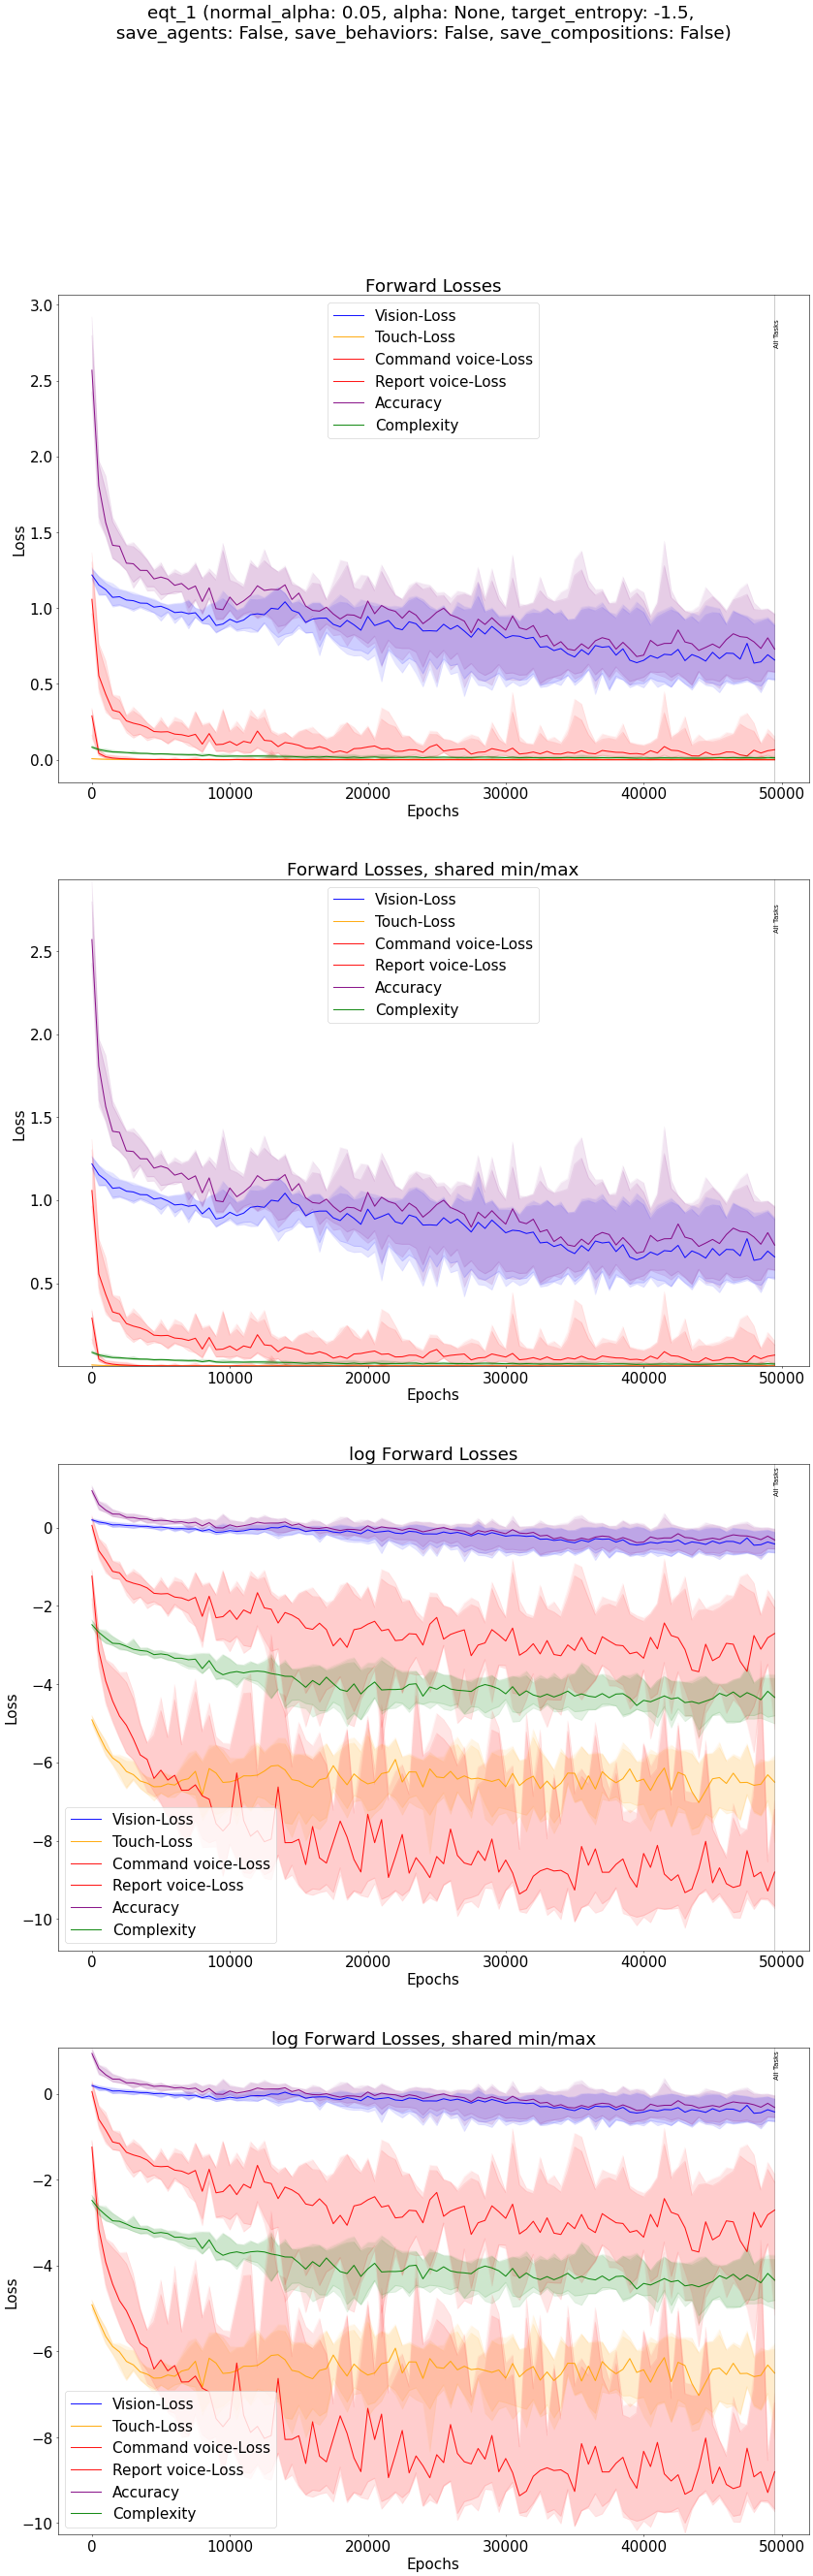 eqt_1 (normal_alpha: 0.05, alpha: None, target_entropy: -1.5,
save_agents: False, save_behaviors: False, save_compositions: False)
Forward Losses
3.0
2.5
2.0
1.5
1.0
0.5
0.0
Loss
Vision-Loss
Touch-Loss
Command voice-Loss
Report voice-Loss
Accuracy
Complexity
All Tasks
0 10000 20000 30000 40000 50000
Epochs
Forward Losses, shared min/max
2.5
2.0
1.5
1.0
0.5
Loss
Vision-Loss
Touch-Loss
Command voice-Loss
Report voice-Loss
Accuracy
Complexity
All Tasks
0 10000 20000 30000 40000 50000
Epochs
log Forward Losses
0
−2
−4
−6
−8
−10
Loss
Vision-Loss
Touch-Loss
Command voice-Loss
Report voice-Loss
Accuracy
Complexity
All Tasks
0 10000 20000 30000 40000 50000
Epochs
log Forward Losses, shared min/max
0
−2
−4
−6
−8
−10
Loss
Vision-Loss
Touch-Loss
Command voice-Loss
Report voice-Loss
Accuracy
Complexity
All Tasks
0 10000 20000 30000 40000 50000
Epochs